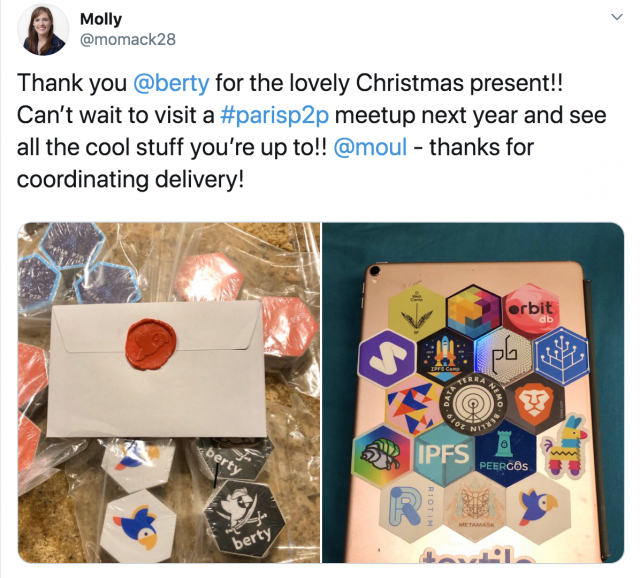 Molly
@momack28
Thank you @berty for the lovely Christmas present!!
Can't wait to visit a #parisp2p meetup next year and see
all the cool stuff you're up to!! @moul - thanks for
coordinating delivery!
P2P
berty
berty
orbit
db
IPFS Camp
pb
DATA TERRA NEMO BERLIN 2019
IPFS
PEERGOS
RIOTIM
METAMASK
textile